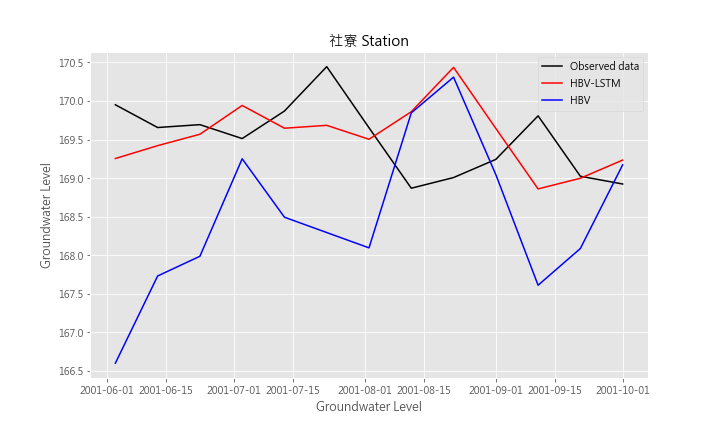 社寮 Station
Observed data
HBV-LSTM
HBV
Groundwater Level
170.5
170.0
169.5
169.0
168.5
168.0
167.5
167.0
166.5
2001-06-01 2001-06-15 2001-07-01 2001-07-15 2001-08-01 2001-08-15 2001-09-01 2001-09-15 2001-10-01
Groundwater Level